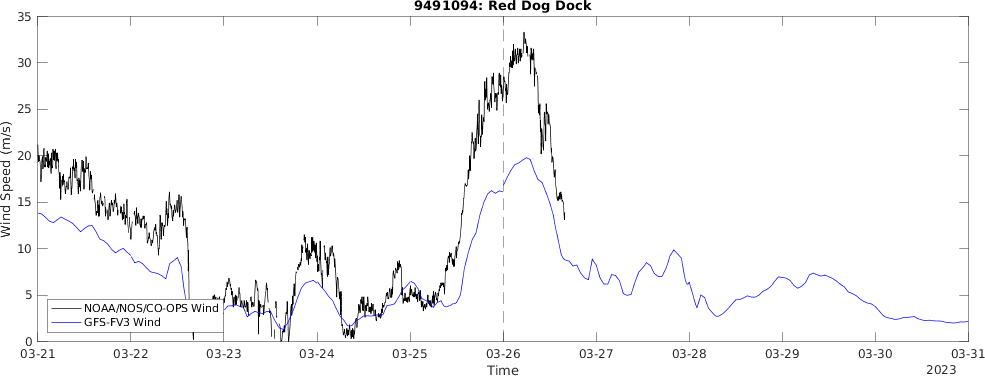 9491094: Red Dog Dock
35
30
25
20
15
10
5
0
Wind Speed (m/s)
NOAA/NOS/CO-OPS Wind
GFS-FV3 Wind
03-21 03-22 03-23 03-24 03-25 03-26 03-27 03-28 03-29 03-30 03-31
Time
2023